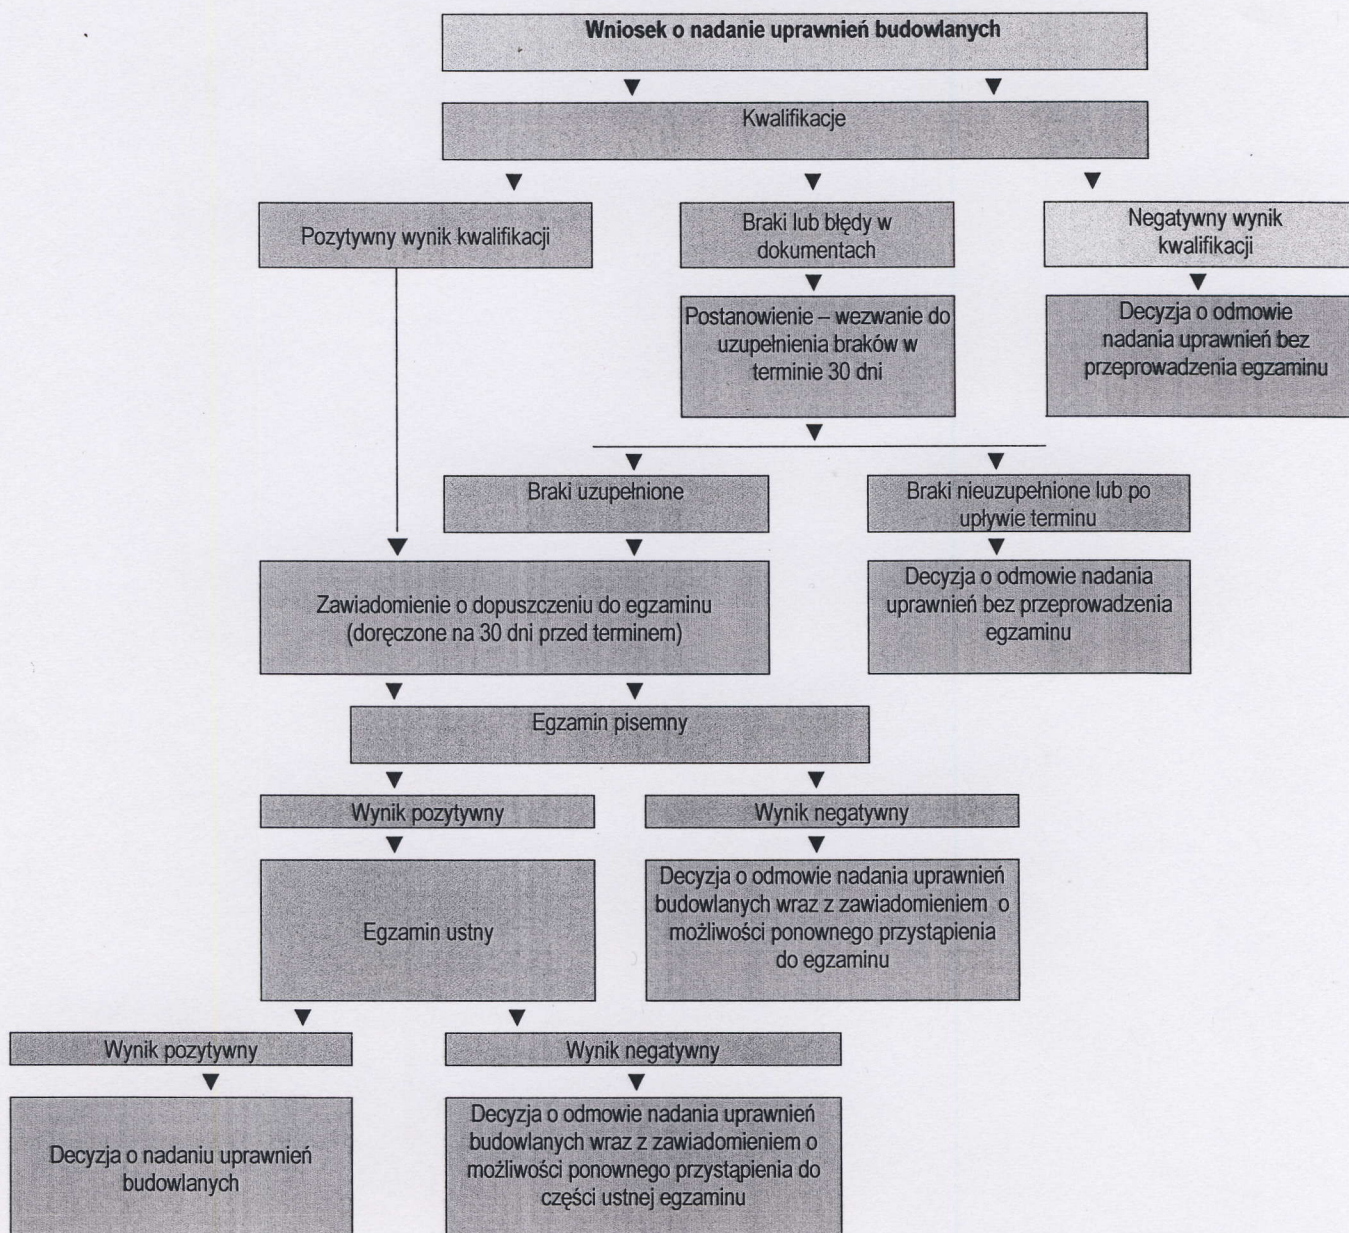 Wniosek o nadanie uprawnień budowlanych
Kwalifikacje
Pozytywny wynik kwalifikacji
Braki lub błędy w
dokumentach
Negatywny wynik
kwalifikacji
Postanowienie – wezwanie do
uzupełnienia braków w
terminie 30 dni
Decyzja o odmowie
nadania uprawnień bez
przeprowadzenia egzaminu
Braki uzupełnione
Braki nieuzupełnione lub po
upływie terminu
Zawiadomienie o dopuszczeniu do egzaminu
(doręczone na 30 dni przed terminem)
Decyzja o odmowie nadania
uprawnień bez przeprowadzenia
egzaminu
Egzamin pisemny
Wynik pozytywny
Wynik negatywny
Egzamin ustny
Decyzja o odmowie nadania uprawnień
budowlanych wraz z zawiadomieniem o
możliwości ponownego przystąpienia
do egzaminu
Wynik pozytywny
Wynik negatywny
Decyzja o nadaniu uprawnień
budowlanych
Decyzja o odmowie nadania uprawnień
budowlanych wraz z zawiadomieniem o
możliwości ponownego przystąpienia do
części ustnej egzaminu